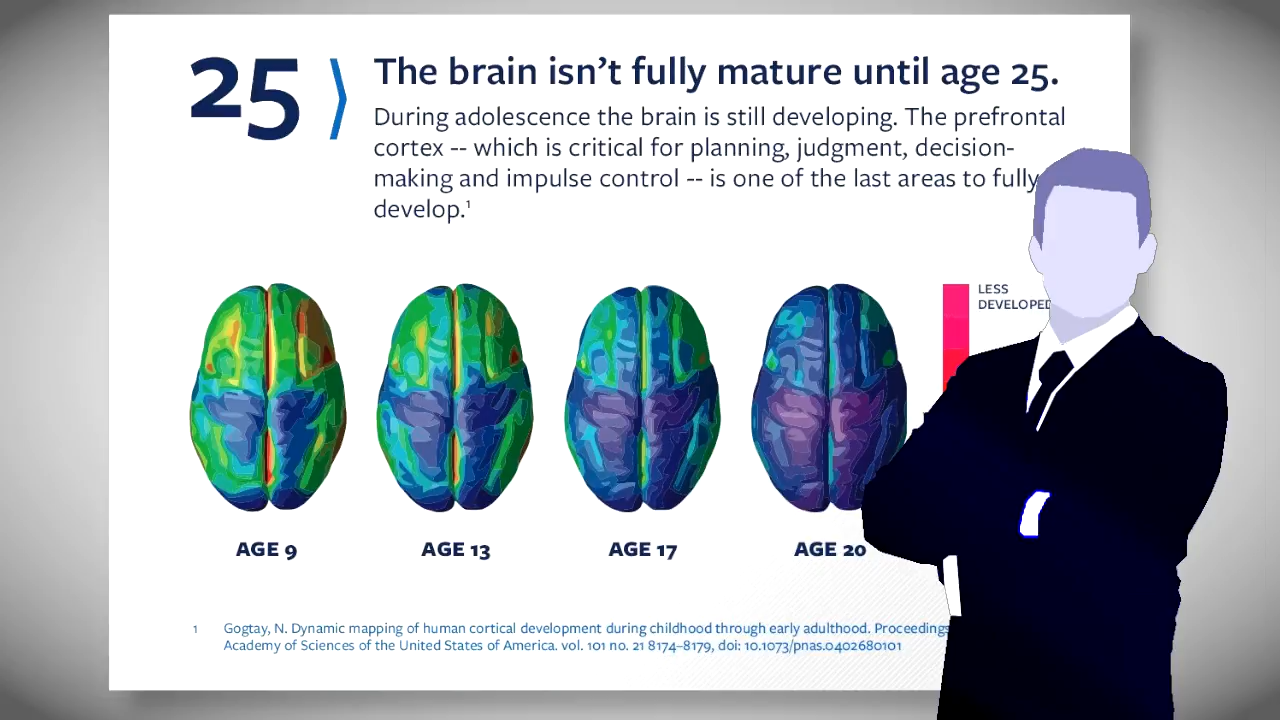 25
The brain isn't fully mature until age 25.
During adolescence the brain is still developing. The prefrontal
cortex -- which is critical for planning, judgment, decision-
making and impulse control -- is one of the last areas to fully
develop.¹
LESS
DEVELOPED
AGE 9
AGE 13
AGE 17
AGE 20
1 Gogtay, N. Dynamic mapping of human cortical development during childhood through early adulthood. Proceedings
Academy of Sciences of the United States of America. vol. 101 no. 21 8174–8179, doi: 10.1073/pnas.0402680101